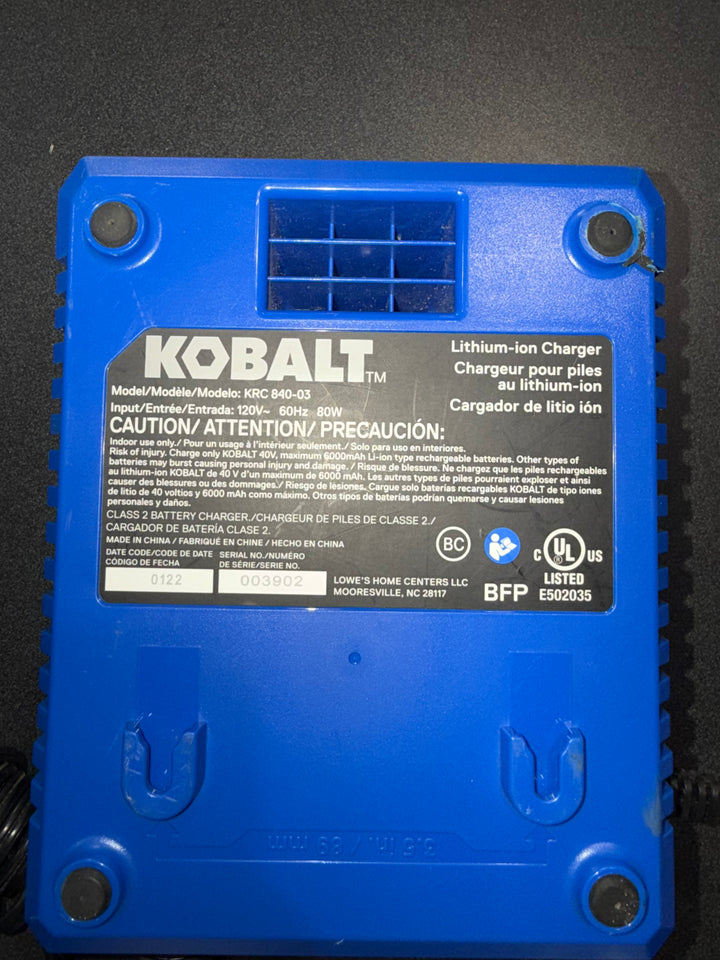 KOBALT™
Lithium-ion Charger
Chargeur pour piles
au lithium-ion
Cargador de litio ión
Model/Modèle/Modelo: KRC 840-03
Input/Entrée/Entrada: 120V~ 60Hz 80W
CAUTION/ ATTENTION/ PRECAUCIÓN:
Indoor use only./ Pour un usage à l'intérieur seulement./ Solo para uso en interiores.
Risk of injury. Charge only KOBALT 40V, maximum 6000mAh Li-ion type rechargeable batteries. Other types of
batteries may burst causing personal injury and damage. / Risque de blessure. Ne chargez que les piles rechargeables
au lithium-ion KOBALT de 40 V d'un maximum de 6000 mAh. Les autres types de piles pourraient exploser et ainsi
causer des blessures ou des dommages./ Riesgo de lesiones. Cargue solo baterías recargables KOBALT de tipo iones
de litio de 40 voltios y 6000 mAh como máximo. Otros tipos de baterías podrían quemarse y causar lesiones
personales y daños.
CLASS 2 BATTERY CHARGER./CHARGEUR DE PILES DE CLASSE 2./
CARGADOR DE BATERÍA CLASE 2.
MADE IN CHINA / FABRIQUÉ EN CHINE / HECHO EN CHINA
DATE CODE/CODE DE DATE
CÓDIGO DE FECHA
0122
SERIAL NO./NUMÉRO
DE SÉRIE/SERIE NO.
003902
LOWE'S HOME CENTERS LLC
MOORESVILLE, NC 28117
BC
BFP
C UL® US
LISTED
E502035
3.5 in. / 89 mm